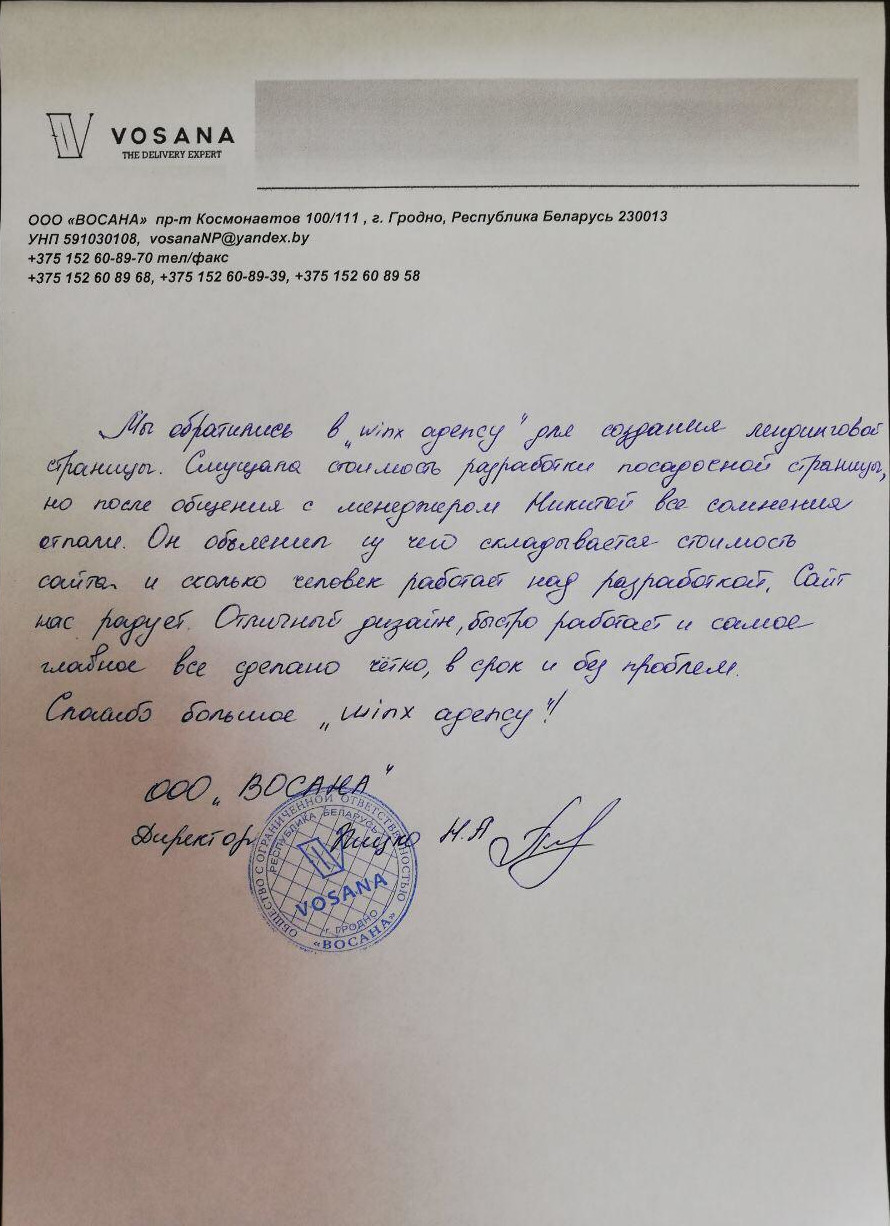 VOSANA
THE DELIVERY EXPERT
ООО «ВОСАНА» пр-т Космонавтов 100/111 , г. Гродно, Республика Беларусь 230013
УНП 591030108, vosanaNP@yandex.by
+375 152 60-89-70 тел/факс
+375 152 60 89 68, +375 152 60-89-39, +375 152 60 89 58
Мы обратились в „winx agency" для создания лендинговой
страницы. Смущала стоимость разработки посадочной страницы,
но после общения с менеджером Никитой все сомнения
отпали. Он объяснил из чего складывается стоимость
сайта и сколько человек работает над разработкой. Сайт
нас радует. Отличный дизайн, быстро работает и самое
главное все сделано чётко, в срок и без проблем.
Спасибо большое „winx agency"!
ООО „ВОСАНА"
Директор Н.А
ОБЩЕСТВО С ОГРАНИЧЕННОЙ ОТВЕТСТВЕННОСТЬЮ
РЕСПУБЛИКА БЕЛАРУСЬ
VOSANA
г. ГРОДНО
«ВОСАНА»